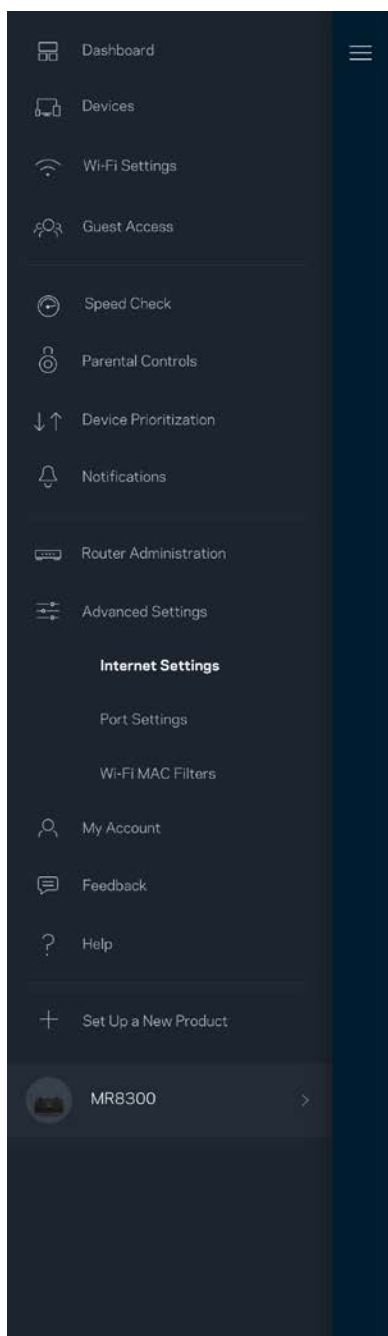 Dashboard
Devices
Wi-Fi Settings
Guest Access
Speed Check
Parental Controls
Device Prioritization
Notifications
Router Administration
Advanced Settings
Internet Settings
Port Settings
Wi-Fi MAC Filters
My Account
Feedback
Help
Set Up a New Product
MR8300